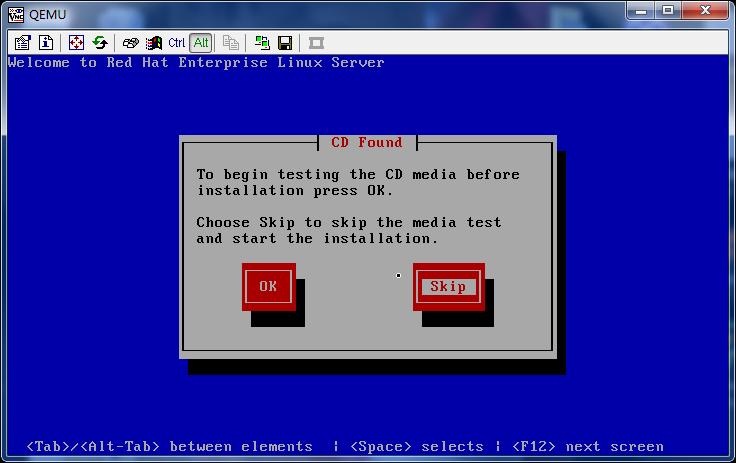 QEMU
Ctrl Alt
Welcome to Red Hat Enterprise Linux Server
CD Found
To begin testing the CD media before
installation press OK.
Choose Skip to skip the media test
and start the installation.
OK Skip
<Tab>/<Alt-Tab> between elements | <Space> selects | <F12> next screen